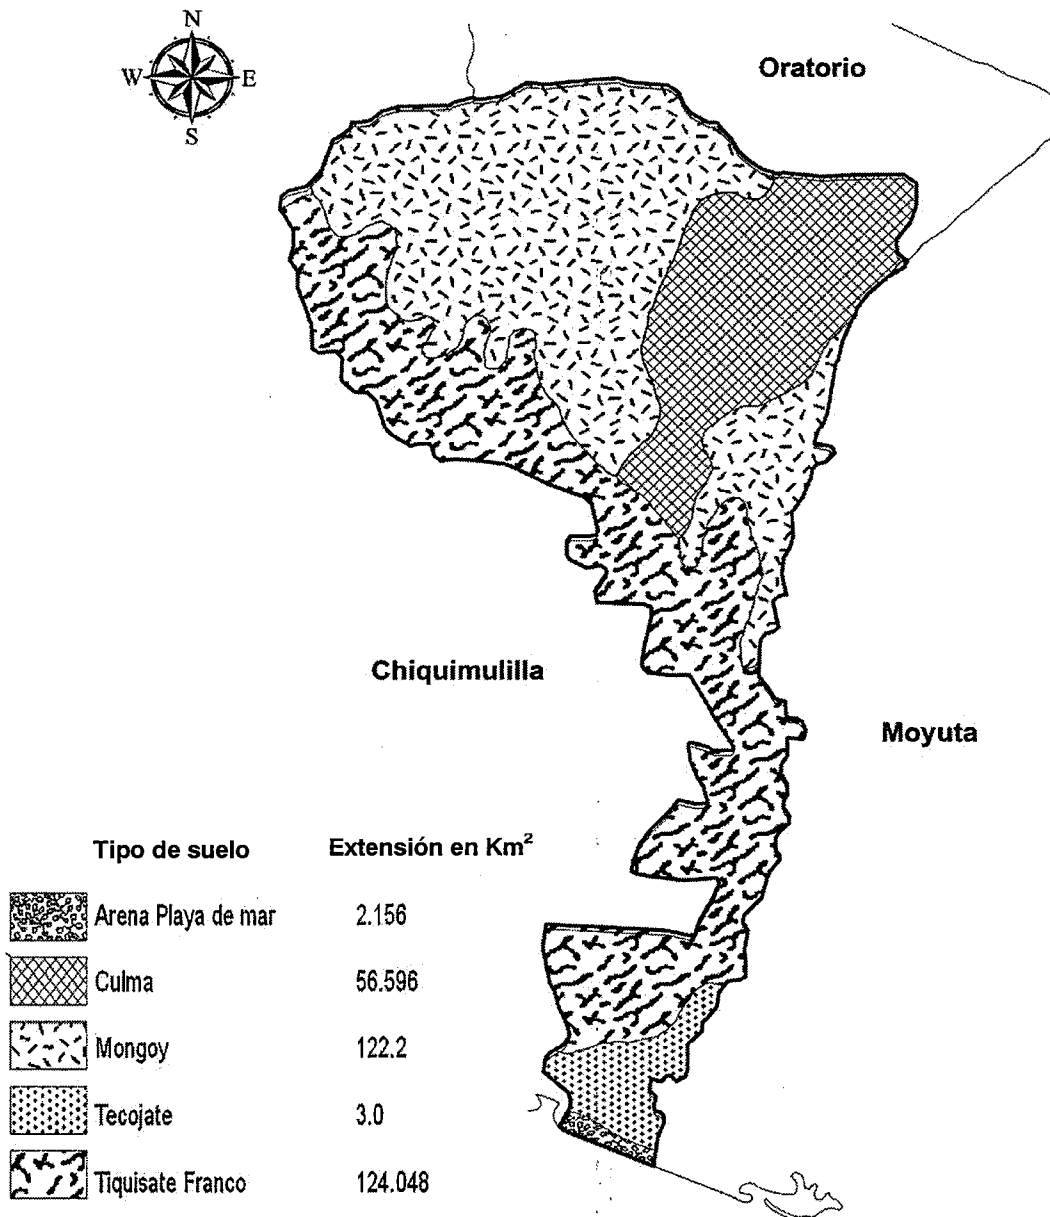 N
W E
S
Oratorio
Chiquimulilla
Moyuta
Tipo de suelo Extensión en Km²
Arena Playa de mar 2.156
Culma 56.596
Mongoy 122.2
Tecojate 3.0
Tiquisate Franco 124.048